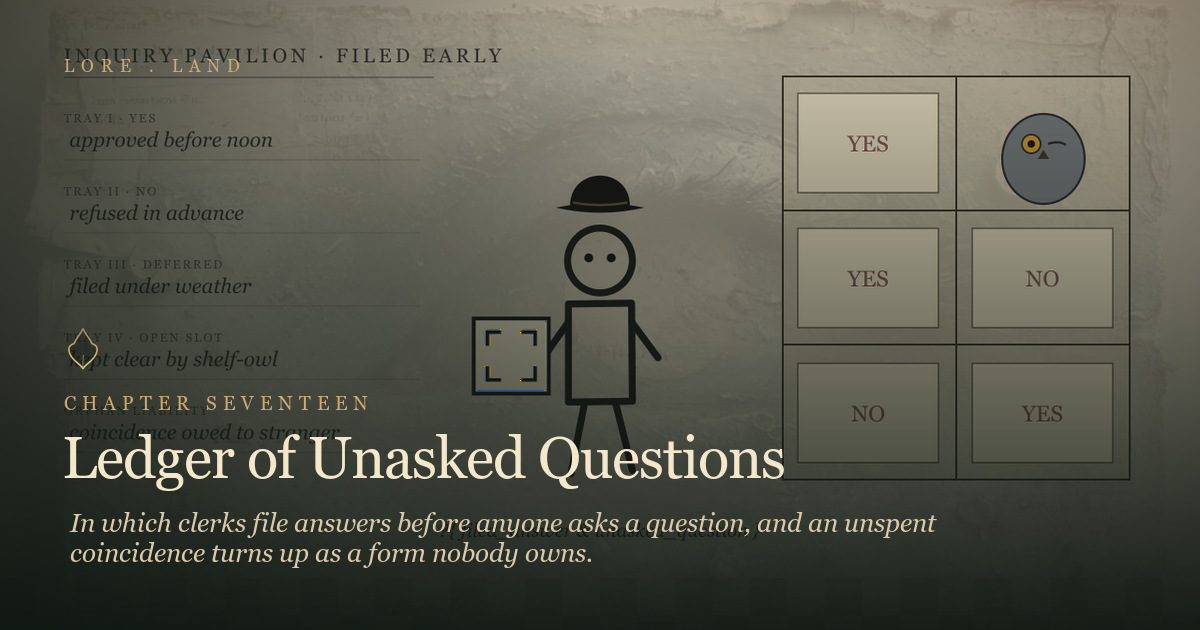 INQUIRY PAVILION · FILED EARLY
LORE . LAND
TRAY I · YES
approved before noon
TRAY II · NO
refused in advance
TRAY III · DEFERRED
filed under weather
TRAY IV · OPEN SLOT
kept clear by shelf-owl
CHAPTER SEVENTEEN
LIABILITY
coincidence owed to stranger
YES
YES
NO
NO
YES
Ledger of Unasked Questions
In which clerks file answers before anyone asks a question, and an unspent
coincidence turns up as a form nobody owns.